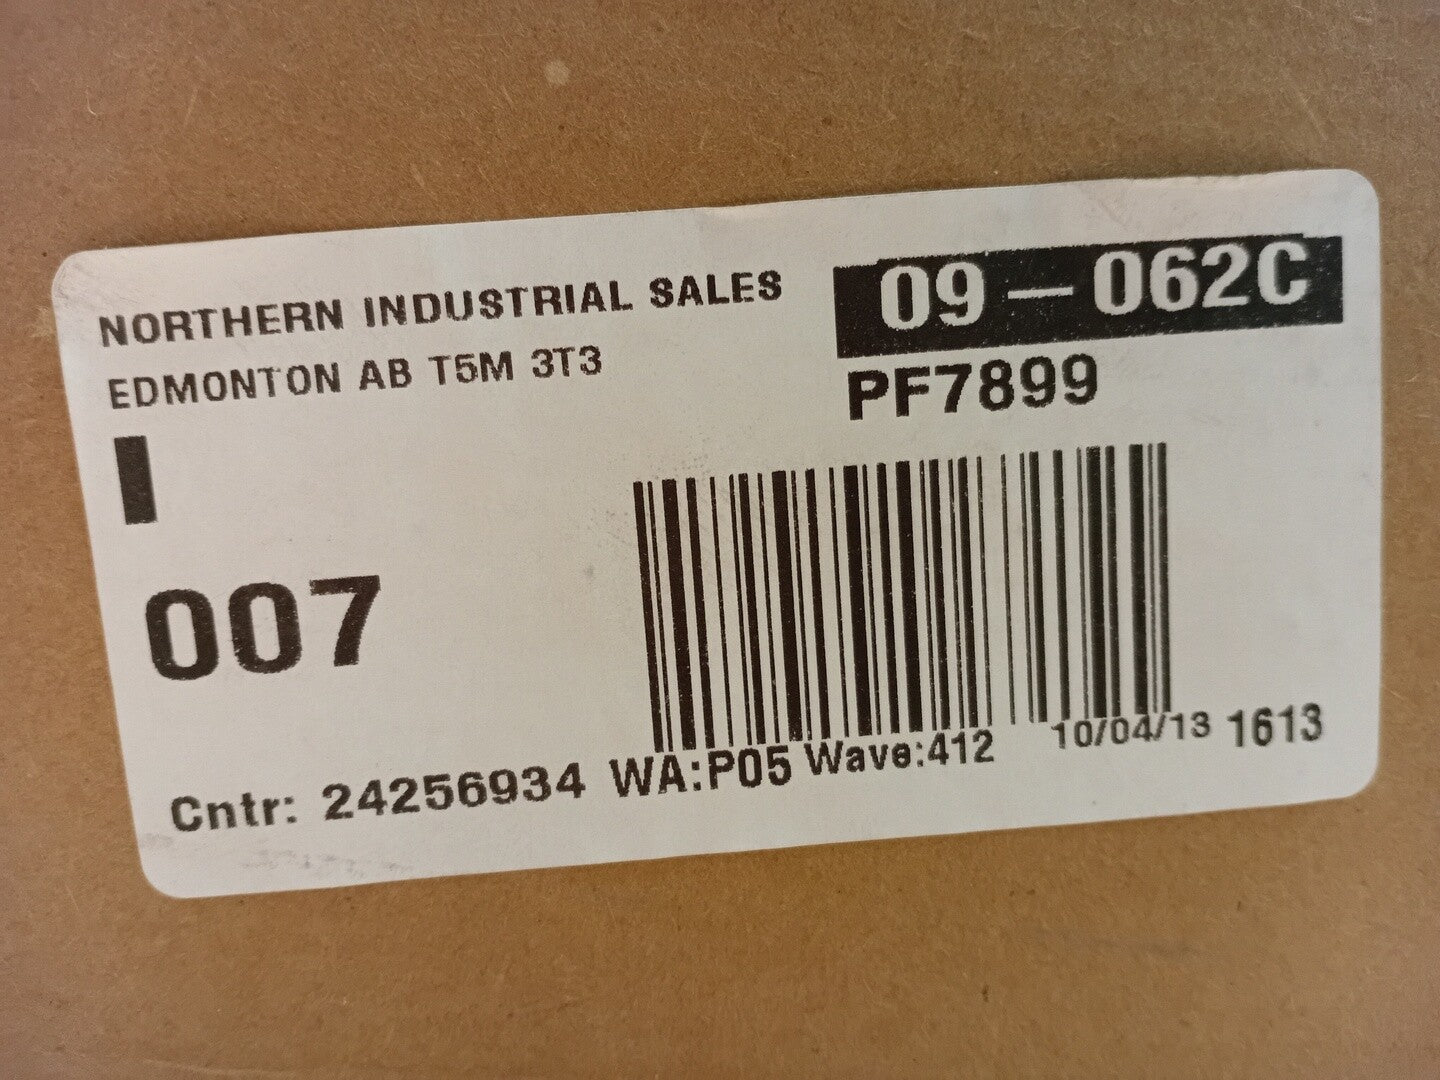 NORTHERN INDUSTRIAL SALES
EDMONTON AB T5M 3T3
09 — 062C
PF7899
007
Cntr: 24256934 WA:P05 Wave:412 10/04/13 1613